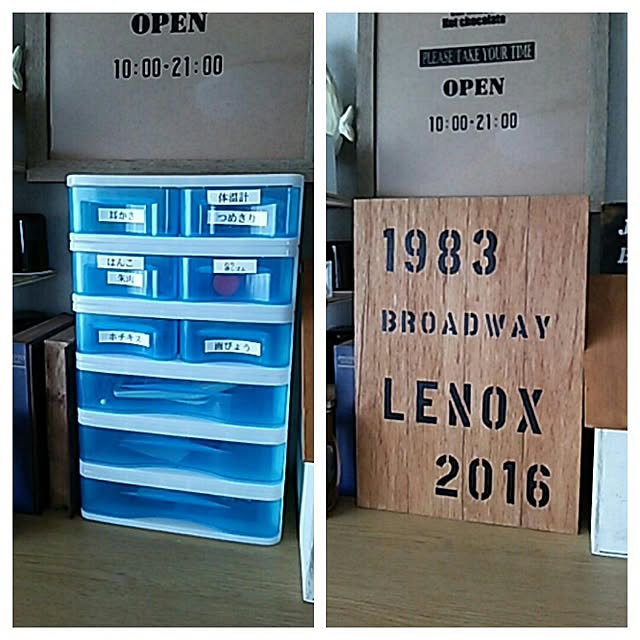 OPEN
10:00-21:00
耳かき
体温計
つめきり
はんこ
朱肉
ホチキス
画びょう
Hot chocolate
PLEASE TAKE YOUR TIME
OPEN
10:00-21:00
1983
BROADWAY
LENOX
2016